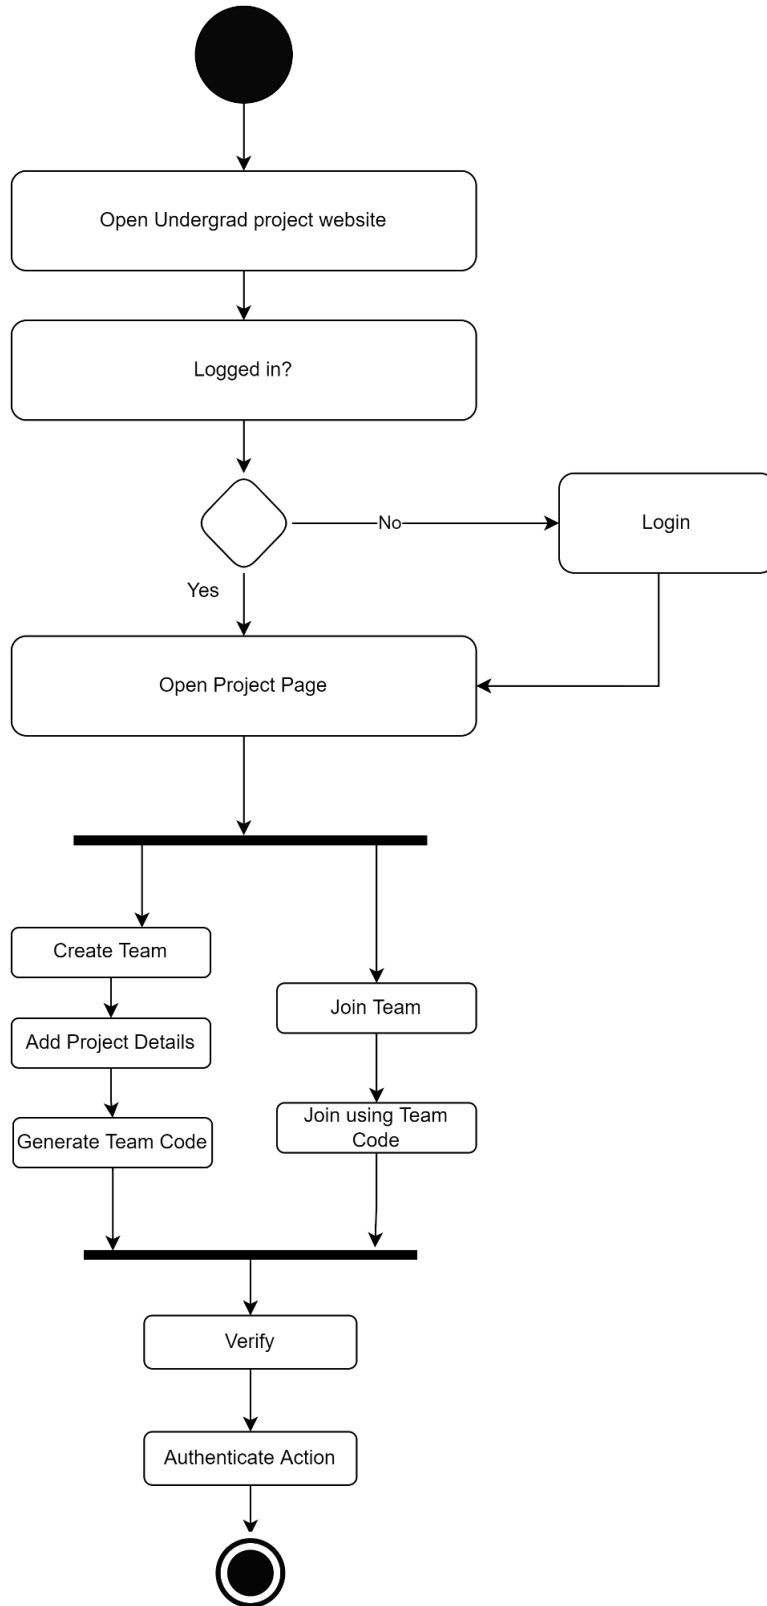 Open Undergrad project website
Logged in?
No
Login
Yes
Open Project Page
Create Team
Join Team
Add Project Details
Join using Team
Code
Generate Team Code
Verify
Authenticate Action